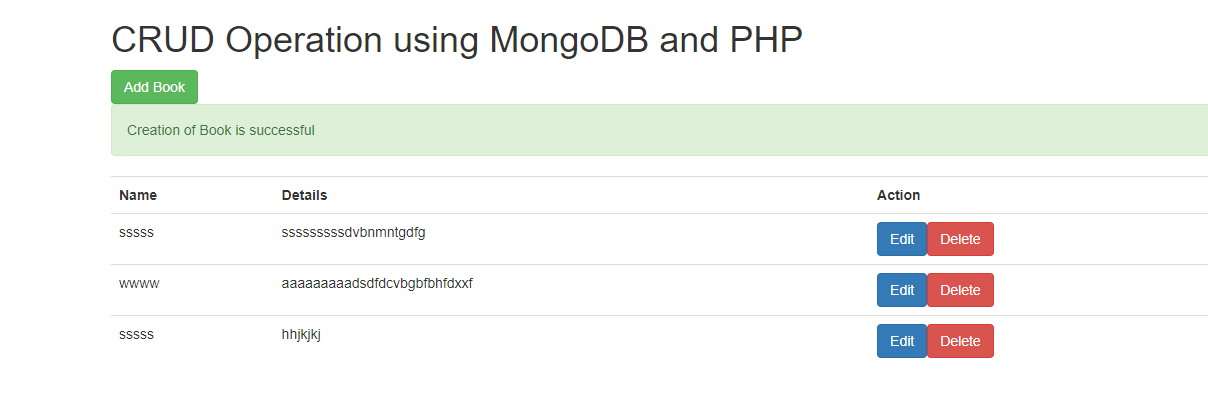 CRUD Operation using MongoDB and PHP
Add Book
Creation of Book is successful
Name Details Action
sssss sssssssssdvbnmntgdfg Edit Delete
wwww aaaaaaaaadsdfdcvbgbfbhfdxxf Edit Delete
sssss hhjkjkj Edit Delete